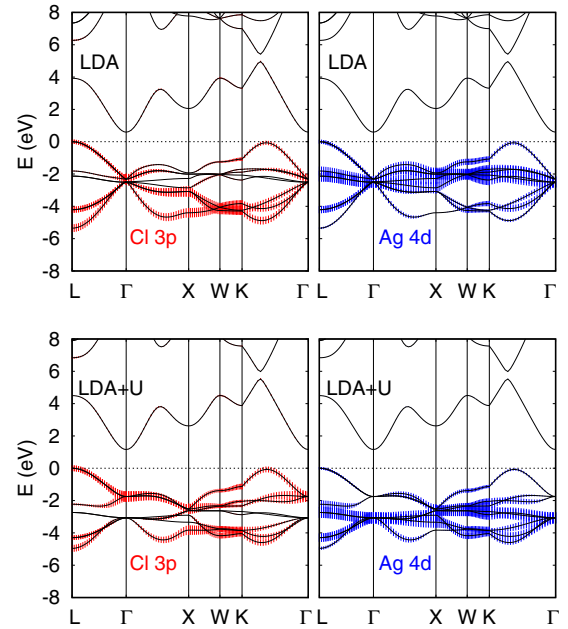 8
6
4
2
0
-2
-4
-6
-8
E (eV)
LDA
Cl 3p
L Γ X W K Γ
LDA
Ag 4d
L Γ X W K Γ
8
6
4
2
0
-2
-4
-6
-8
E (eV)
LDA+U
Cl 3p
L Γ X W K Γ
LDA+U
Ag 4d
L Γ X W K Γ